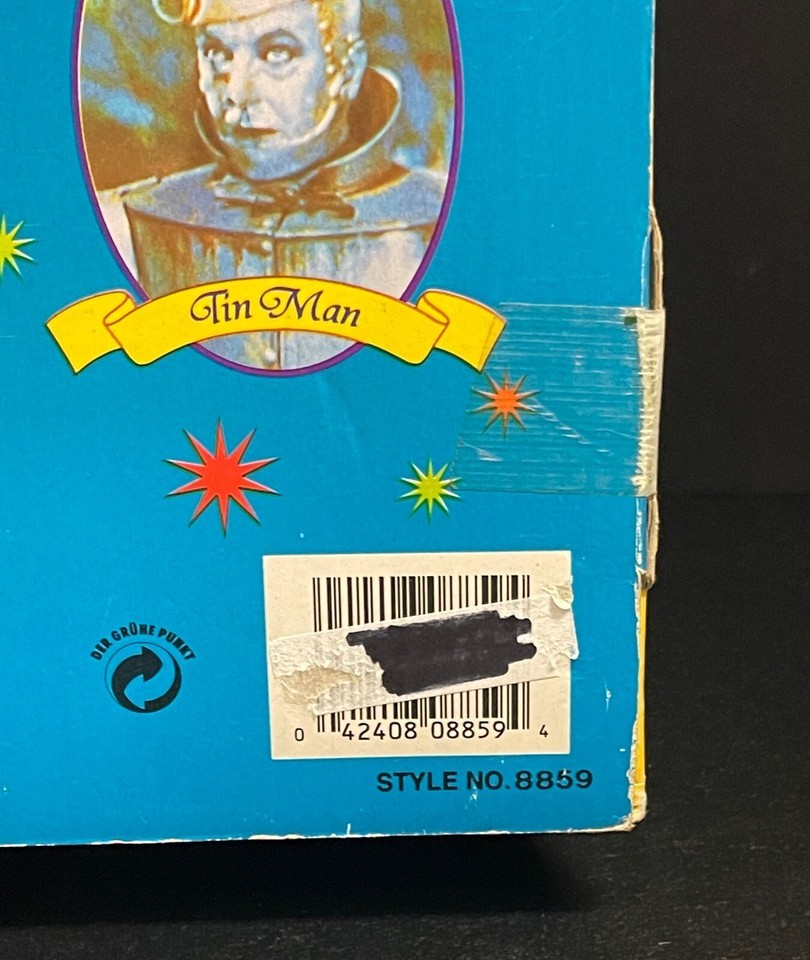 Tin Man
DER GRÜNE PUNKT
0 42408 08859 4
STYLE NO. 8859